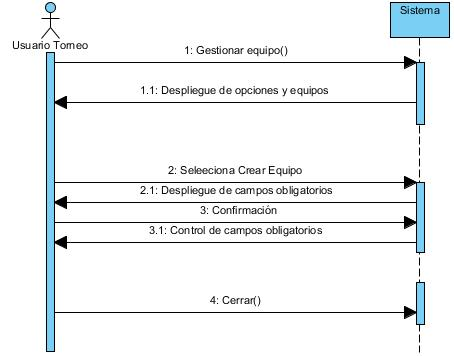 Sistema
Usuario Torneo
1: Gestionar equipo()
1.1: Despliegue de opciones y equipos
2: Seleeciona Crear Equipo
2.1: Despliegue de campos obligatorios
3: Confirmación
3.1: Control de campos obligatorios
4: Cerrar()